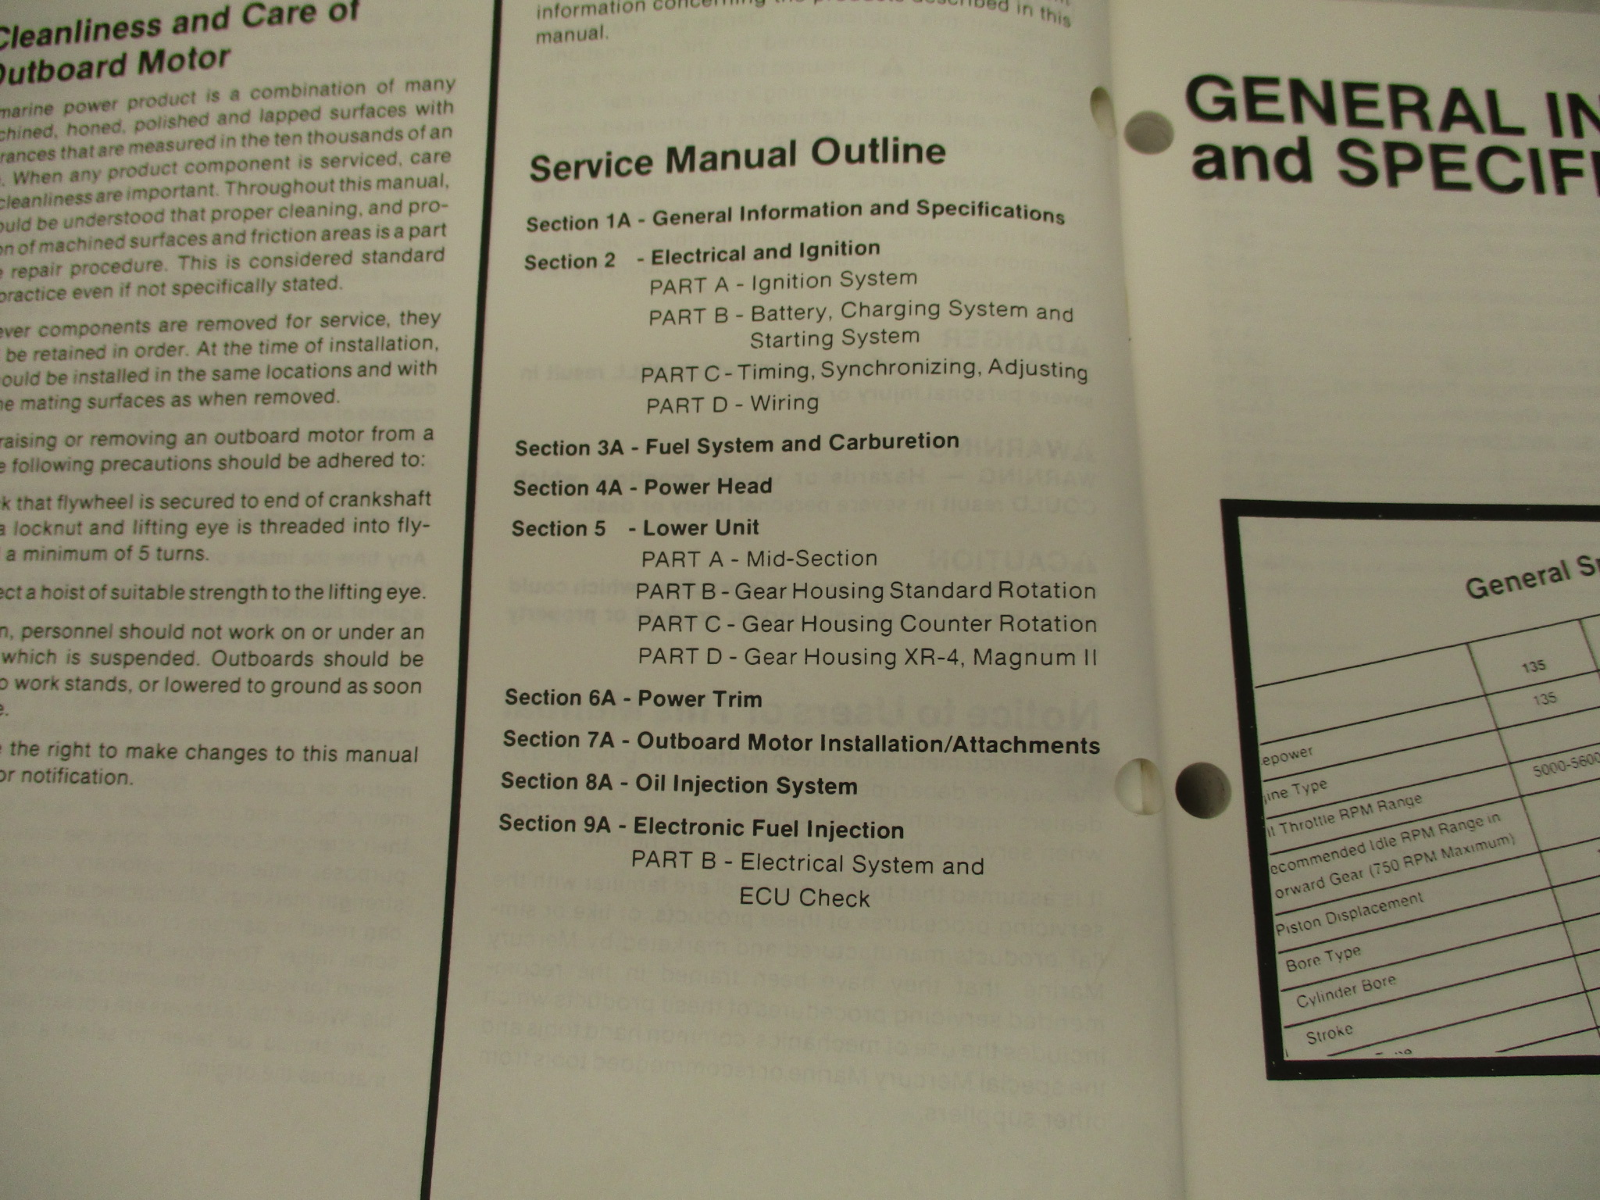 Cleanliness and Care of
Outboard Motor
marine power product is a combination of many
chined, honed, polished and lapped surfaces with
rances that are measured in the ten thousands of an
. When any product component is serviced, care
cleanliness are important. Throughout this manual,
ould be understood that proper cleaning, and pro-
on of machined surfaces and friction areas is a part
e repair procedure. This is considered standard
practice even if not specifically stated.
ever components are removed for service, they
be retained in order. At the time of installation,
ould be installed in the same locations and with
he mating surfaces as when removed.
raising or removing an outboard motor from a
e following precautions should be adhered to:
k that flywheel is secured to end of crankshaft
a locknut and lifting eye is threaded into fly-
l a minimum of 5 turns.
ect a hoist of suitable strength to the lifting eye.
n, personnel should not work on or under an
which is suspended. Outboards should be
o work stands, or lowered to ground as soon
e.
the right to make changes to this manual
or notification.
information concerning the products described in this
manual.
Service Manual Outline
Section 1A - General Information and Specifications
Section 2 - Electrical and Ignition
PART A - Ignition System
PART B - Battery, Charging System and
Starting System
PART C - Timing, Synchronizing, Adjusting
PART D - Wiring
Section 3A - Fuel System and Carburetion
Section 4A - Power Head
Section 5 - Lower Unit
PART A - Mid-Section
PART B - Gear Housing Standard Rotation
PART C - Gear Housing Counter Rotation
PART D - Gear Housing XR-4, Magnum II
Section 6A - Power Trim
Section 7A - Outboard Motor Installation/Attachments
Section 8A - Oil Injection System
Section 9A - Electronic Fuel Injection
PART B - Electrical System and
ECU Check
GENERAL IN
and SPECIFI
General Sp
135
epower 135
ine Type
ll Throttle RPM Range 5000-5600
ecommended Idle RPM Range in
orward Gear (750 RPM Maximum)
Piston Displacement
Bore Type
Cylinder Bore
Stroke